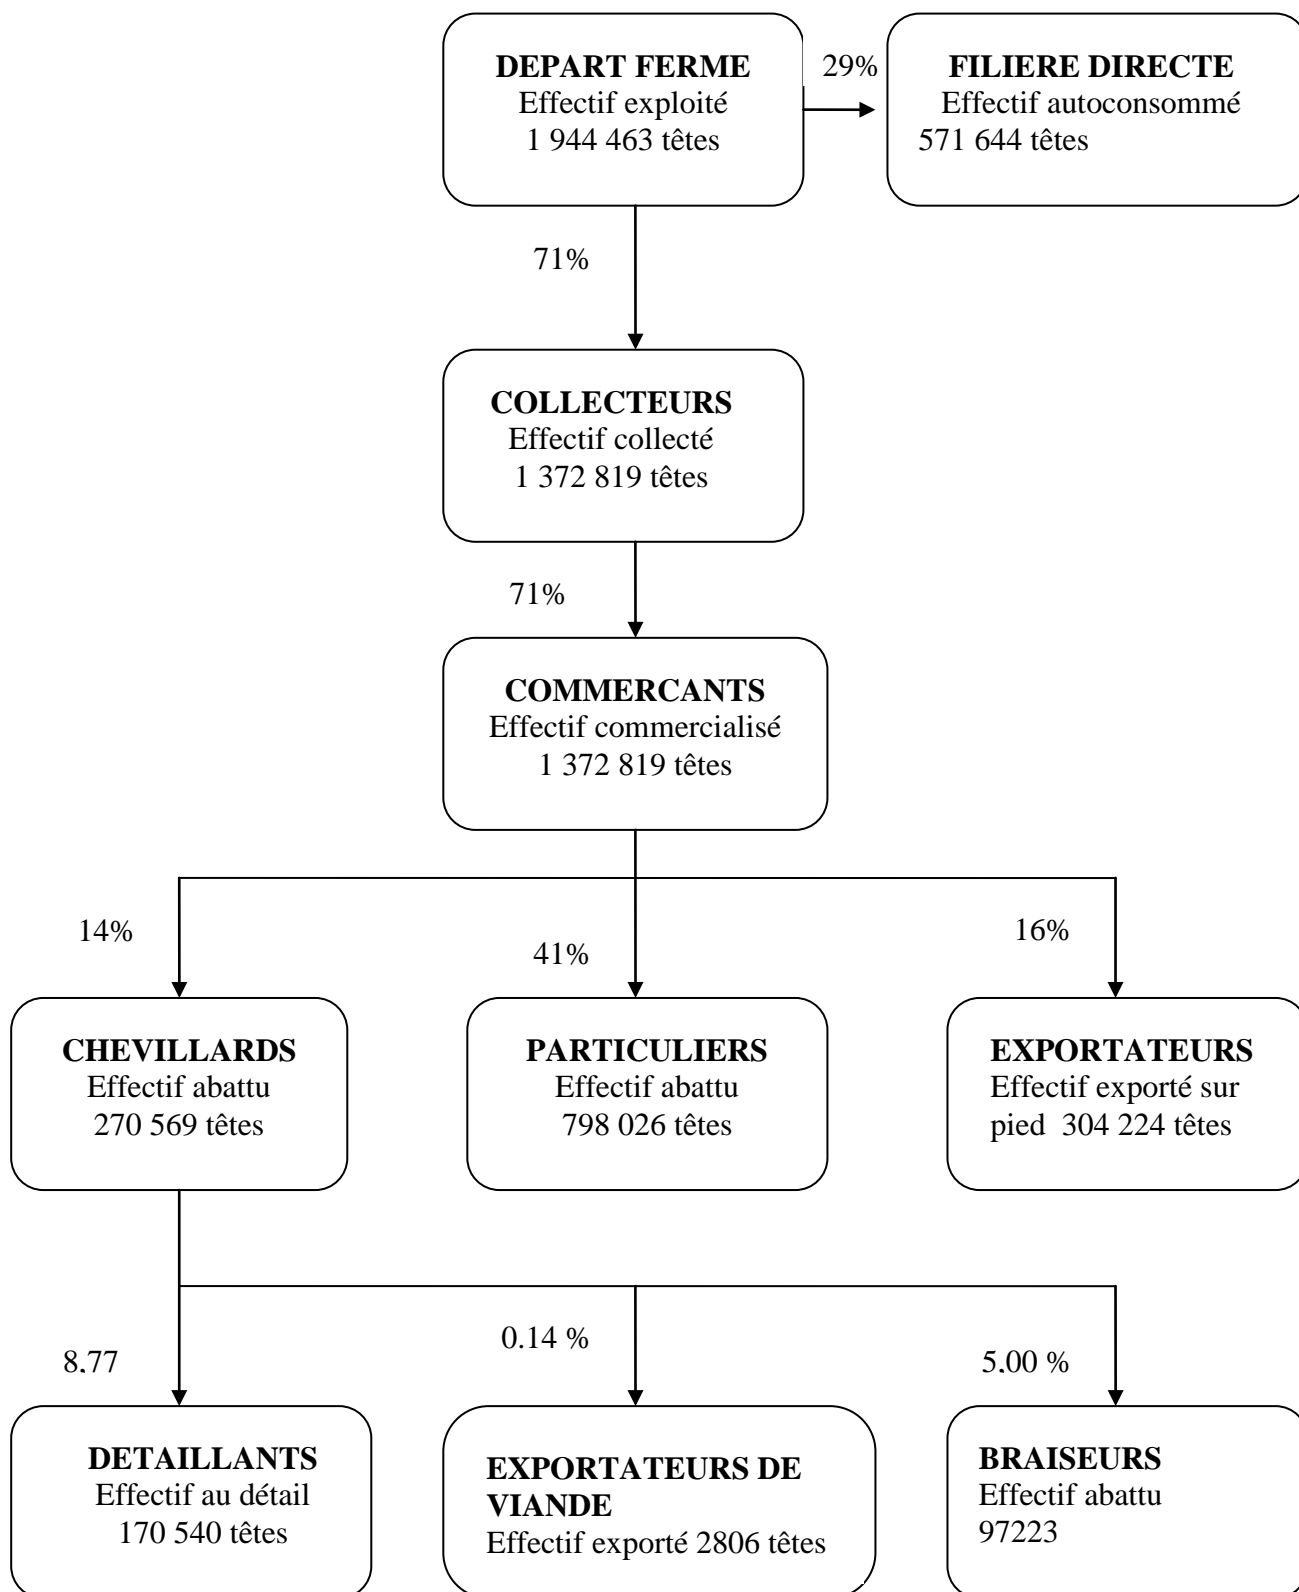 DEPART FERME
Effectif exploité
1 944 463 têtes
29%
FILIERE DIRECTE
Effectif autoconsommé
571 644 têtes
71%
COLLECTEURS
Effectif collecté
1 372 819 têtes
71%
COMMERCANTS
Effectif commercialisé
1 372 819 têtes
14%
41%
16%
CHEVILLARDS
Effectif abattu
270 569 têtes
PARTICULIERS
Effectif abattu
798 026 têtes
EXPORTATEURS
Effectif exporté sur
pied 304 224 têtes
8,77
0.14 %
5,00 %
DETAILLANTS
Effectif au détail
170 540 têtes
EXPORTATEURS DE
VIANDE
Effectif exporté 2806 têtes
BRAISEURS
Effectif abattu
97223